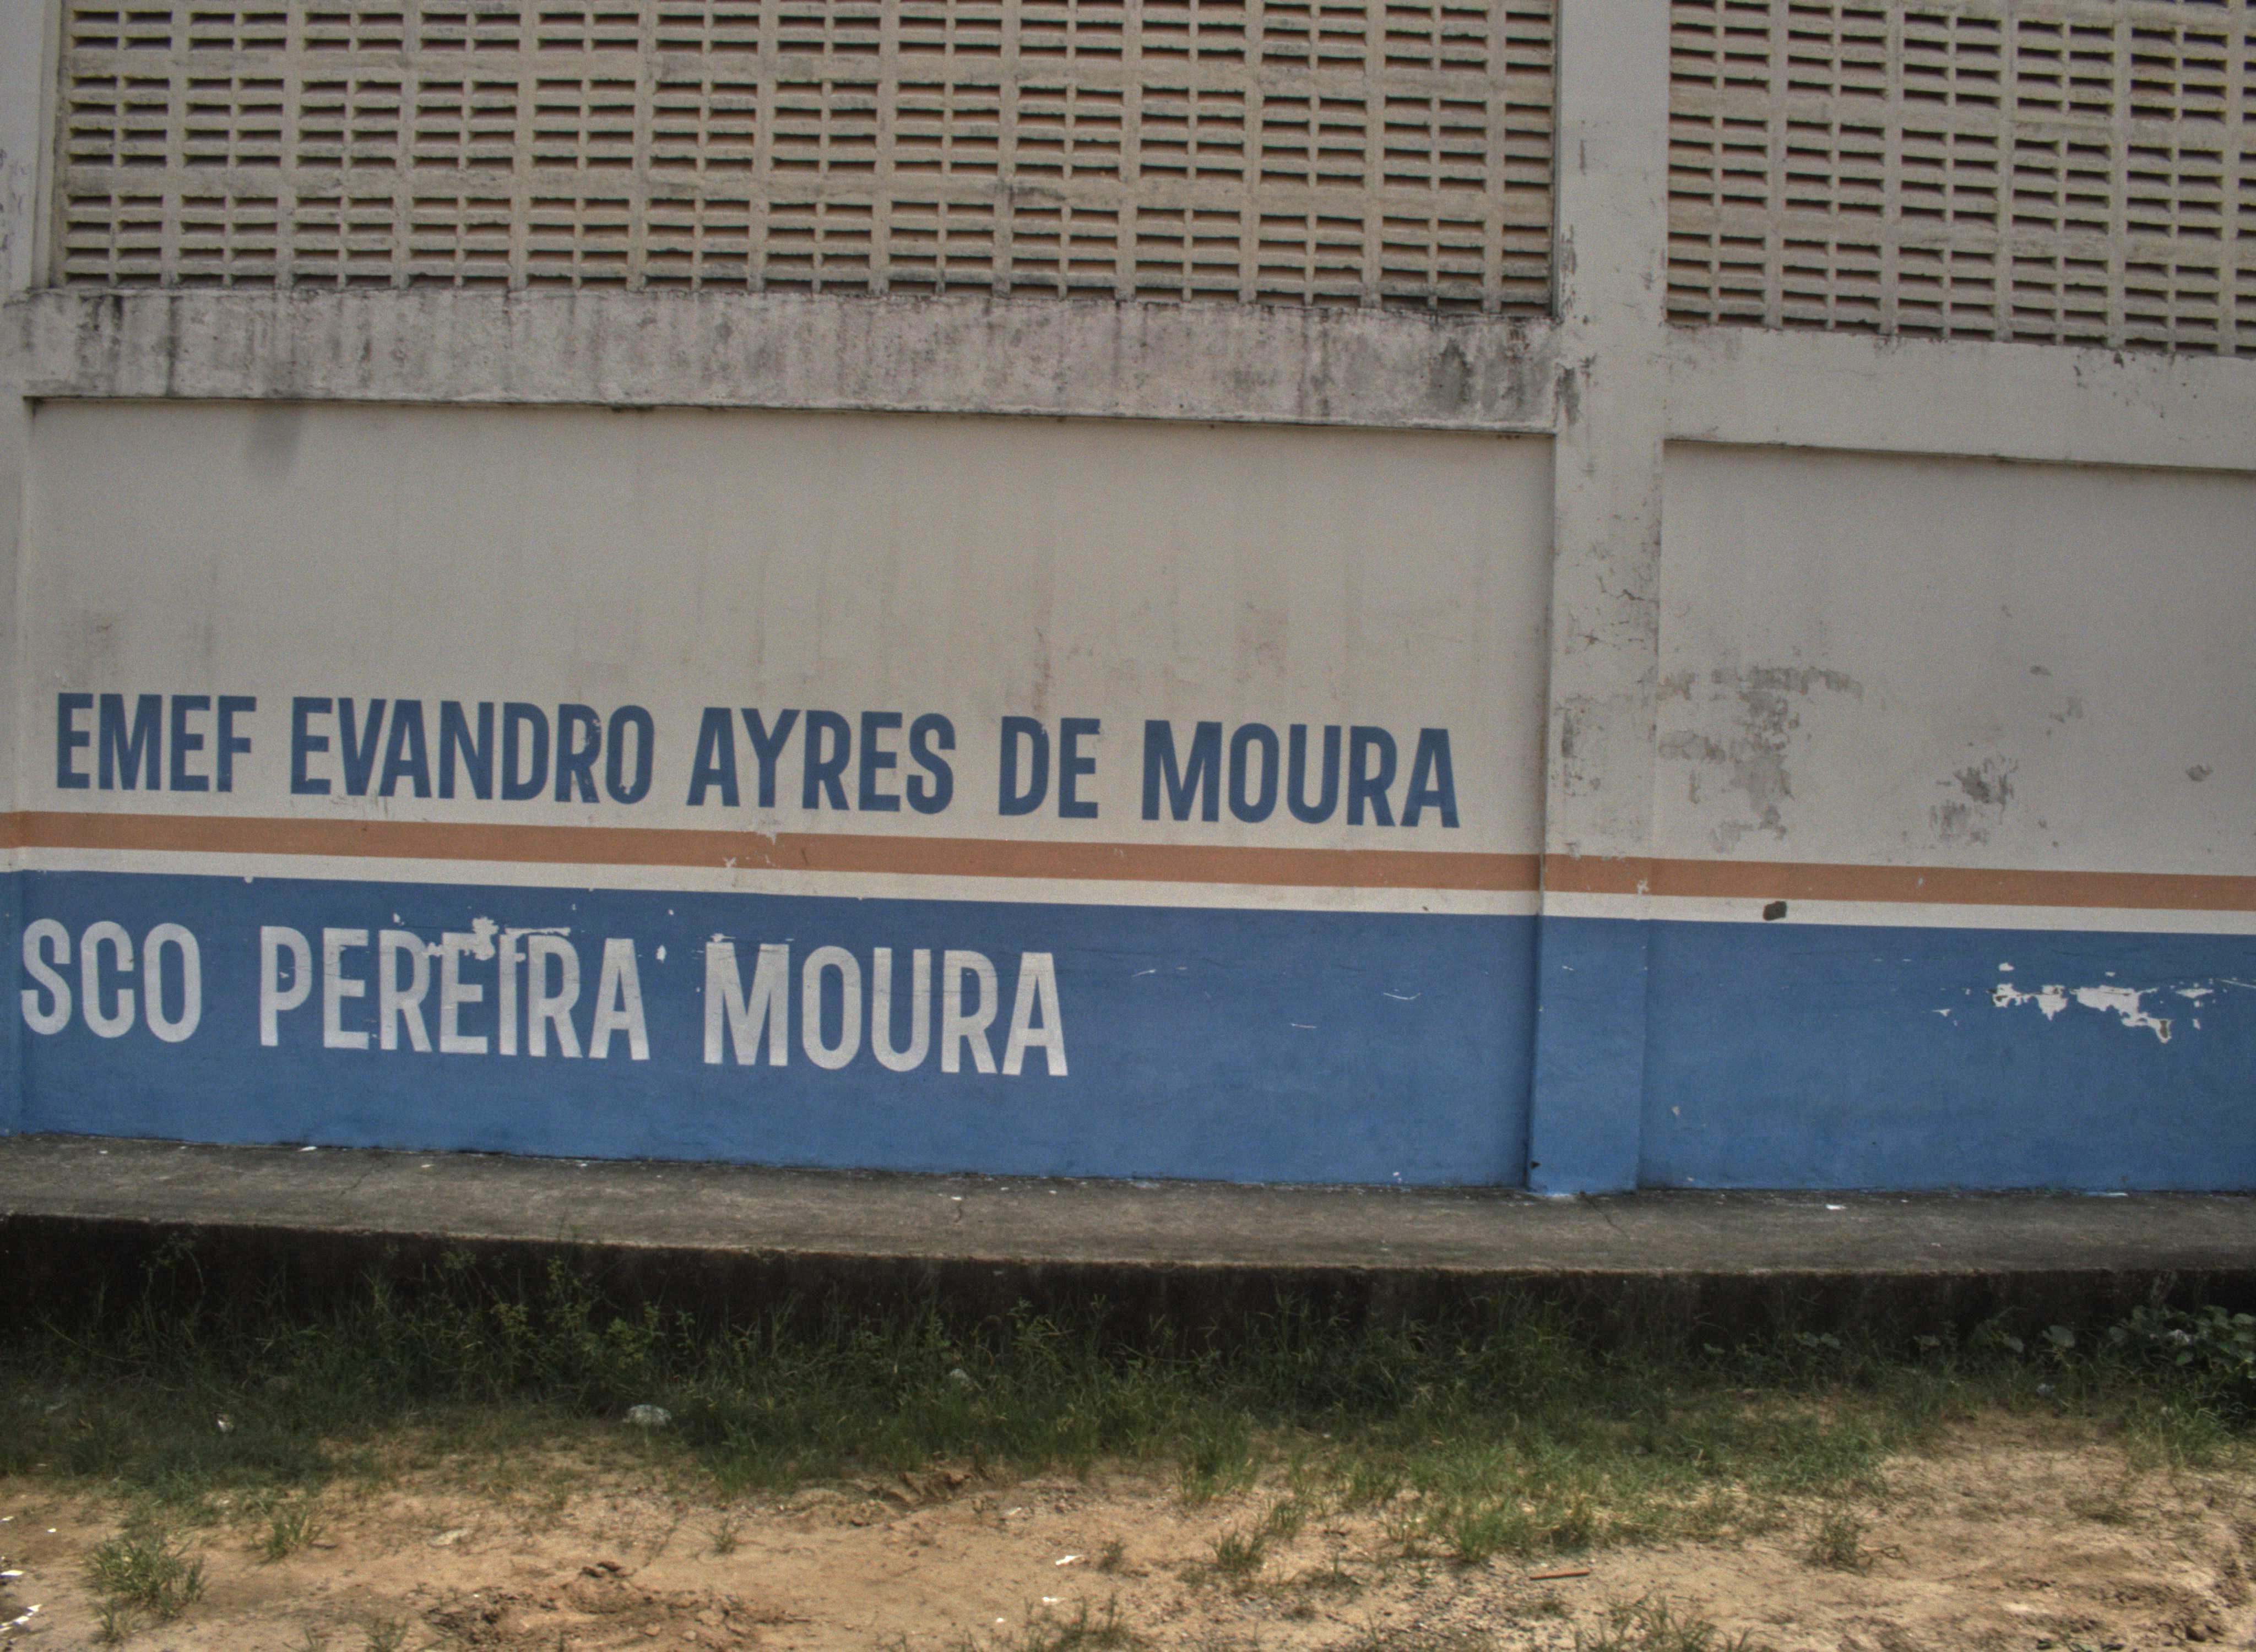 EMEF EVANDRO AYRES DE MOURA
SCO PEREIRA MOURA